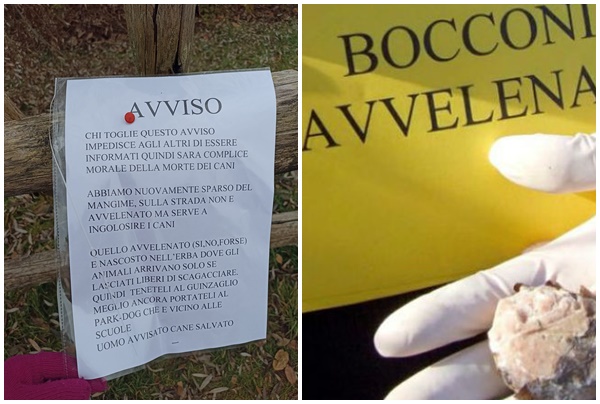 AVVISO
CHI TOGLIE QUESTO AVVISO
IMPEDISCE AGLI ALTRI DI ESSERE
INFORMATI QUINDI SARA COMPLICE
MORALE DELLA MORTE DEI CANI
ABBIAMO NUOVAMENTE SPARSO DEL
MANGIME, SULLA STRADA NON E
AVVELENATO MA SERVE A
INGOLOSIRE I CANI
QUELLO AVVELENATO (SI,NO,FORSE)
E NASCOSTO NELL'ERBA DOVE GLI
ANIMALI ARRIVANO SOLO SE
LASCIATI LIBERI DI SCAGACCIARE.
QUINDI TENETELI AL GUINZAGLIO
MEGLIO ANCORA PORTATELI AL
PARK-DOG CHE E VICINO ALLE
SCUOLE
UOMO AVVISATO CANE SALVATO
BOCCONI
AVVELENA